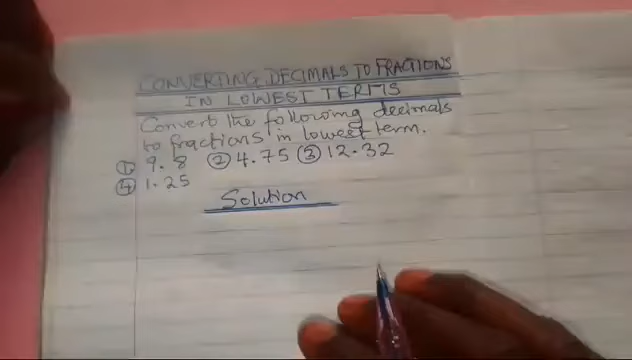 CONVERTING DECIMALS TO FRACTIONS
IN LOWEST TERMS
Convert the following decimals
to fractions in lowest term.
① 9.8 ② 4.75 ③ 12.32
④ 1.25
Solution